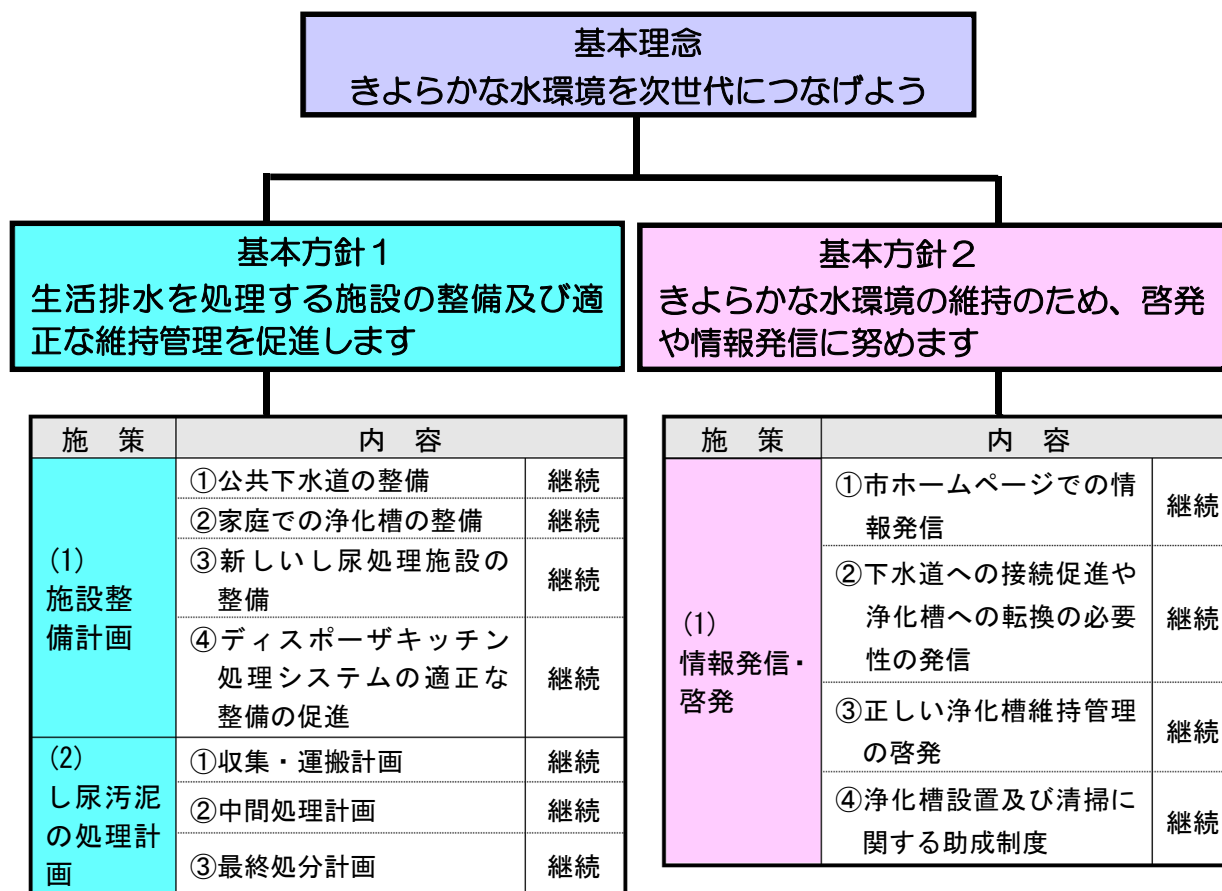 基本理念
きよらかな水環境を次世代につなげよう
基本方針１
生活排水を処理する施設の整備及び適
正な維持管理を促進します
施　策
内　容
(1)
施設整
備計画
①公共下水道の整備
継続
②家庭での浄化槽の整備
継続
③新しいし尿処理施設の
整備
継続
④ディスポーザキッチン
処理システムの適正な
整備の促進
継続
(2)
し尿汚泥
の処理計
画
①収集・運搬計画
継続
②中間処理計画
継続
③最終処分計画
継続
基本方針２
きよらかな水環境の維持のため、啓発
や情報発信に努めます
施　策
内　容
(1)
情報発信・
啓発
①市ホームページでの情
報発信
継続
②下水道への接続促進や
浄化槽への転換の必要
性の発信
継続
③正しい浄化槽維持管理
の啓発
継続
④浄化槽設置及び清掃に
関する助成制度
継続